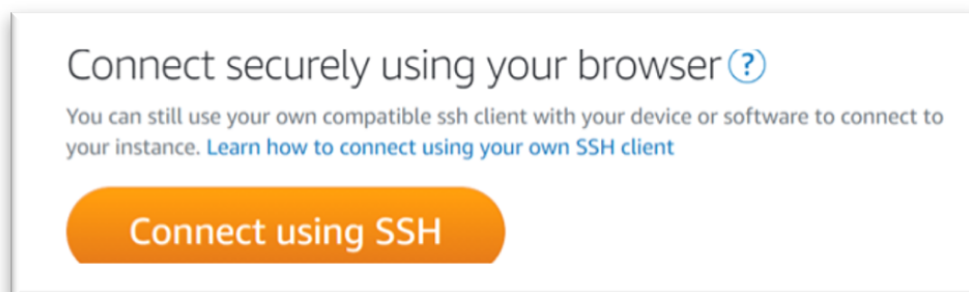 Connect securely using your browser ?
You can still use your own compatible ssh client with your device or software to connect to
your instance. Learn how to connect using your own SSH client
Connect using SSH